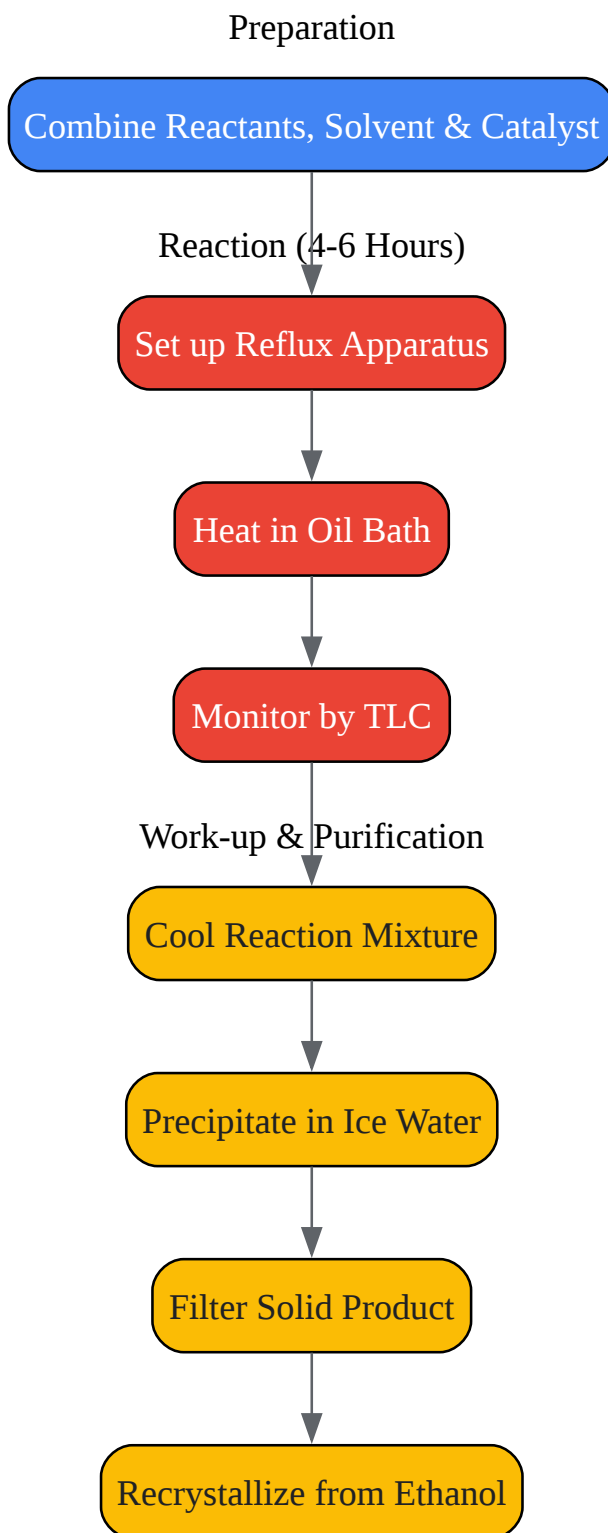 Preparation
Combine Reactants, Solvent & Catalyst
Reaction (4-6 Hours)
Set up Reflux Apparatus
Heat in Oil Bath
Monitor by TLC
Work-up & Purification
Cool Reaction Mixture
Precipitate in Ice Water
Filter Solid Product
Recrystallize from Ethanol